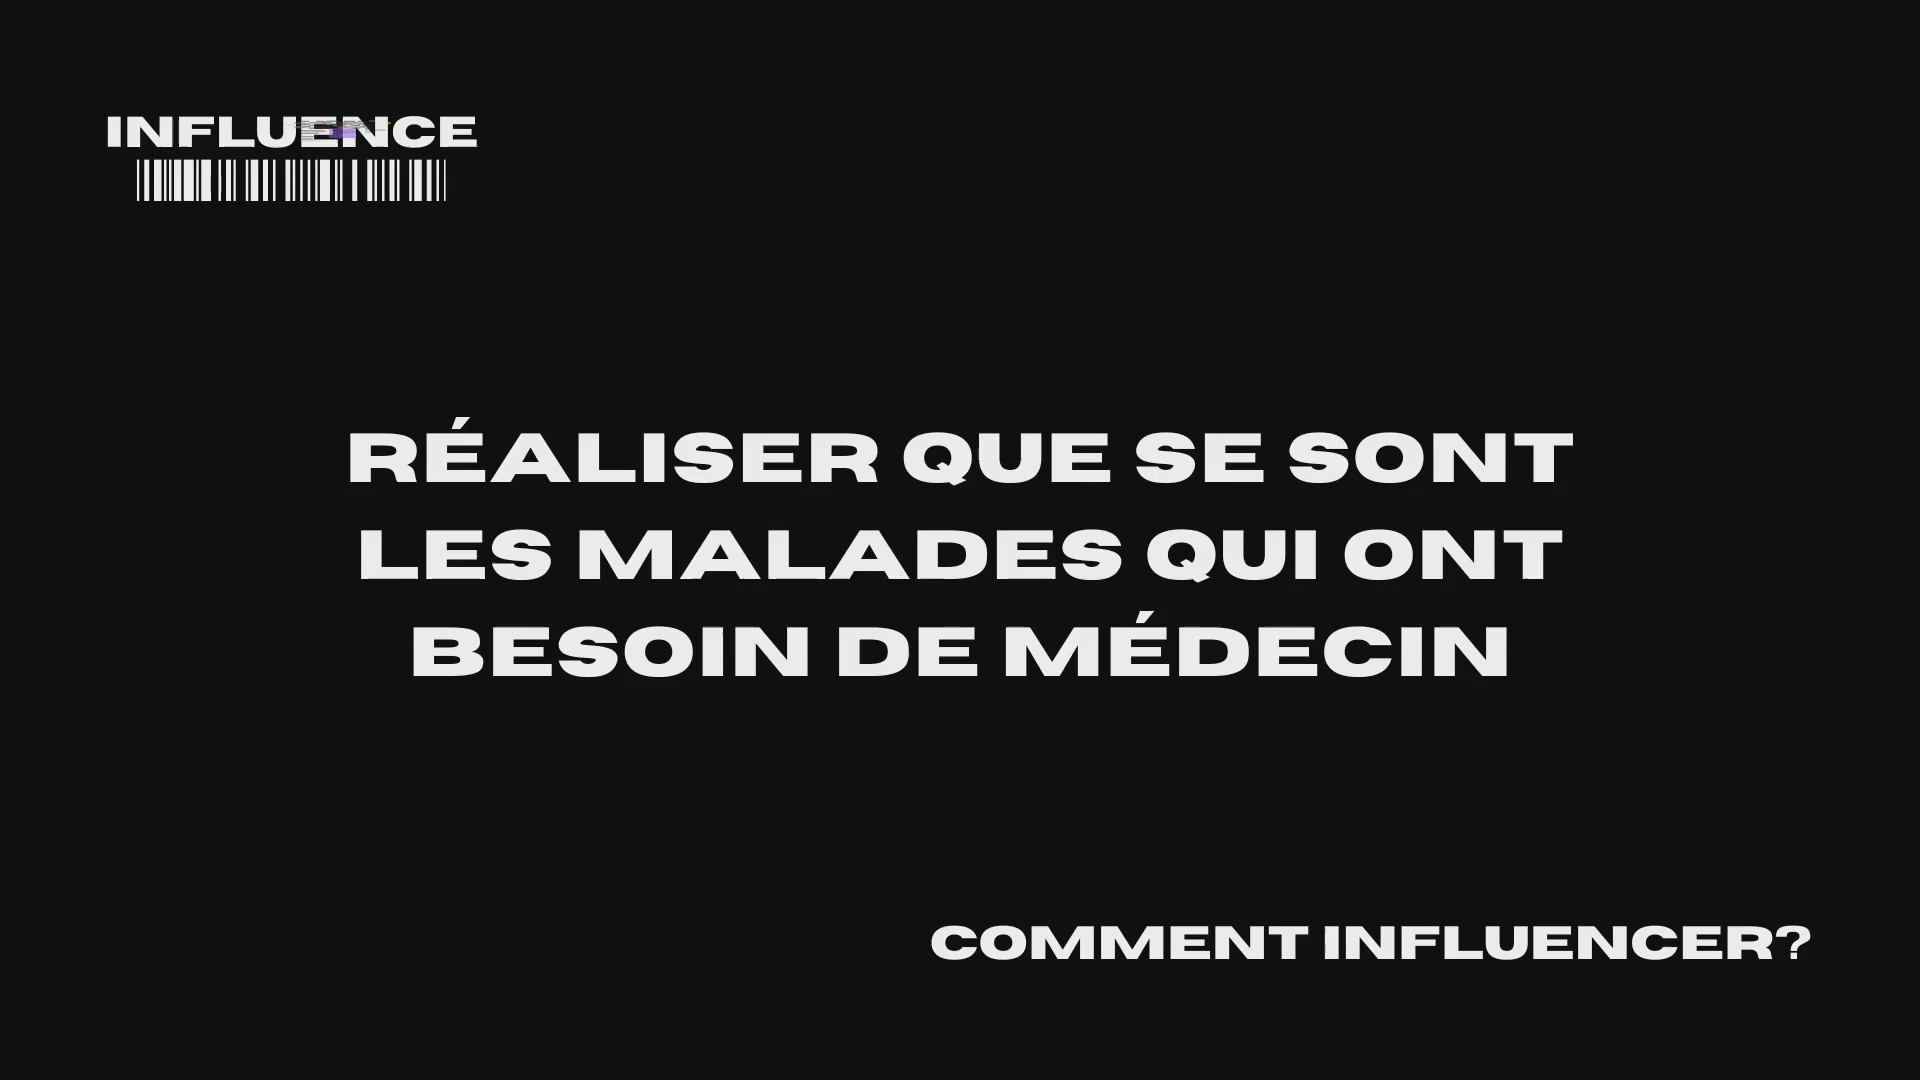 INFLUENCE
RÉALISER QUE SE SONT
LES MALADES QUI ONT
BESOIN DE MÉDECIN
COMMENT INFLUENCER?